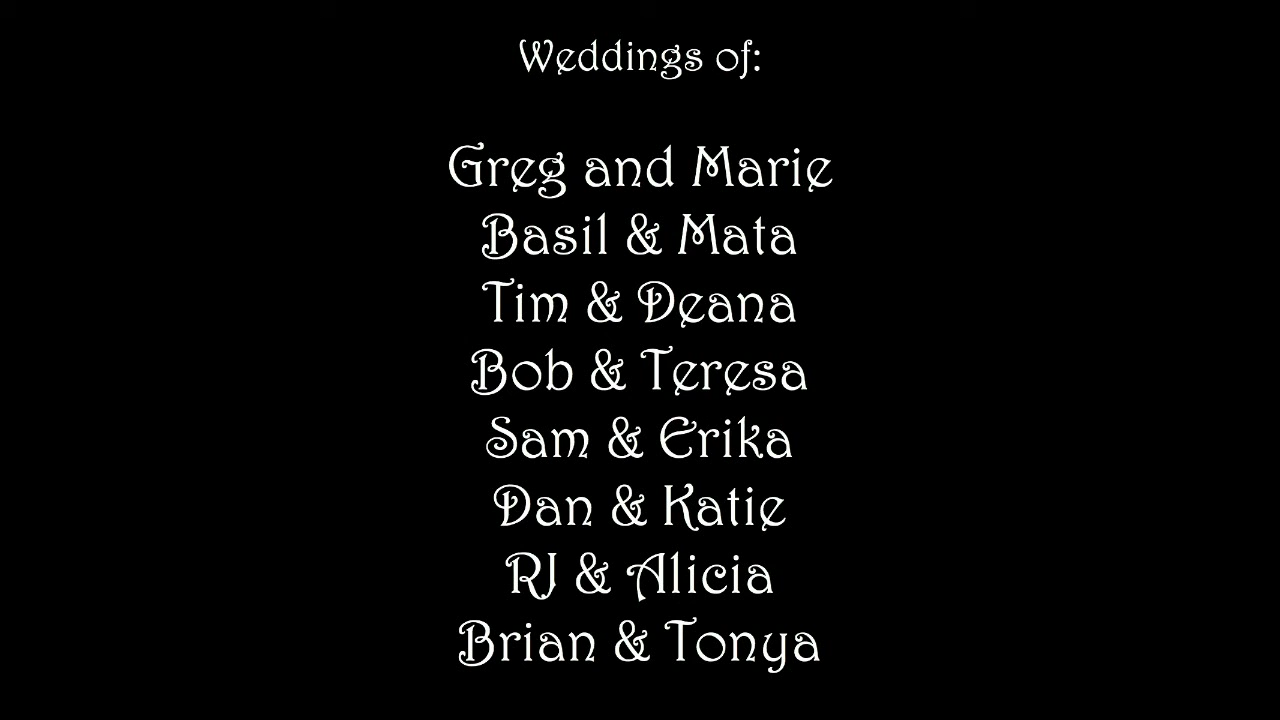 Weddings of:
Greg and Marie
Basil & Mata
Tim & Deana
Bob & Teresa
Sam & Erika
Dan & Katie
RJ & Alicia
Brian & Tonya